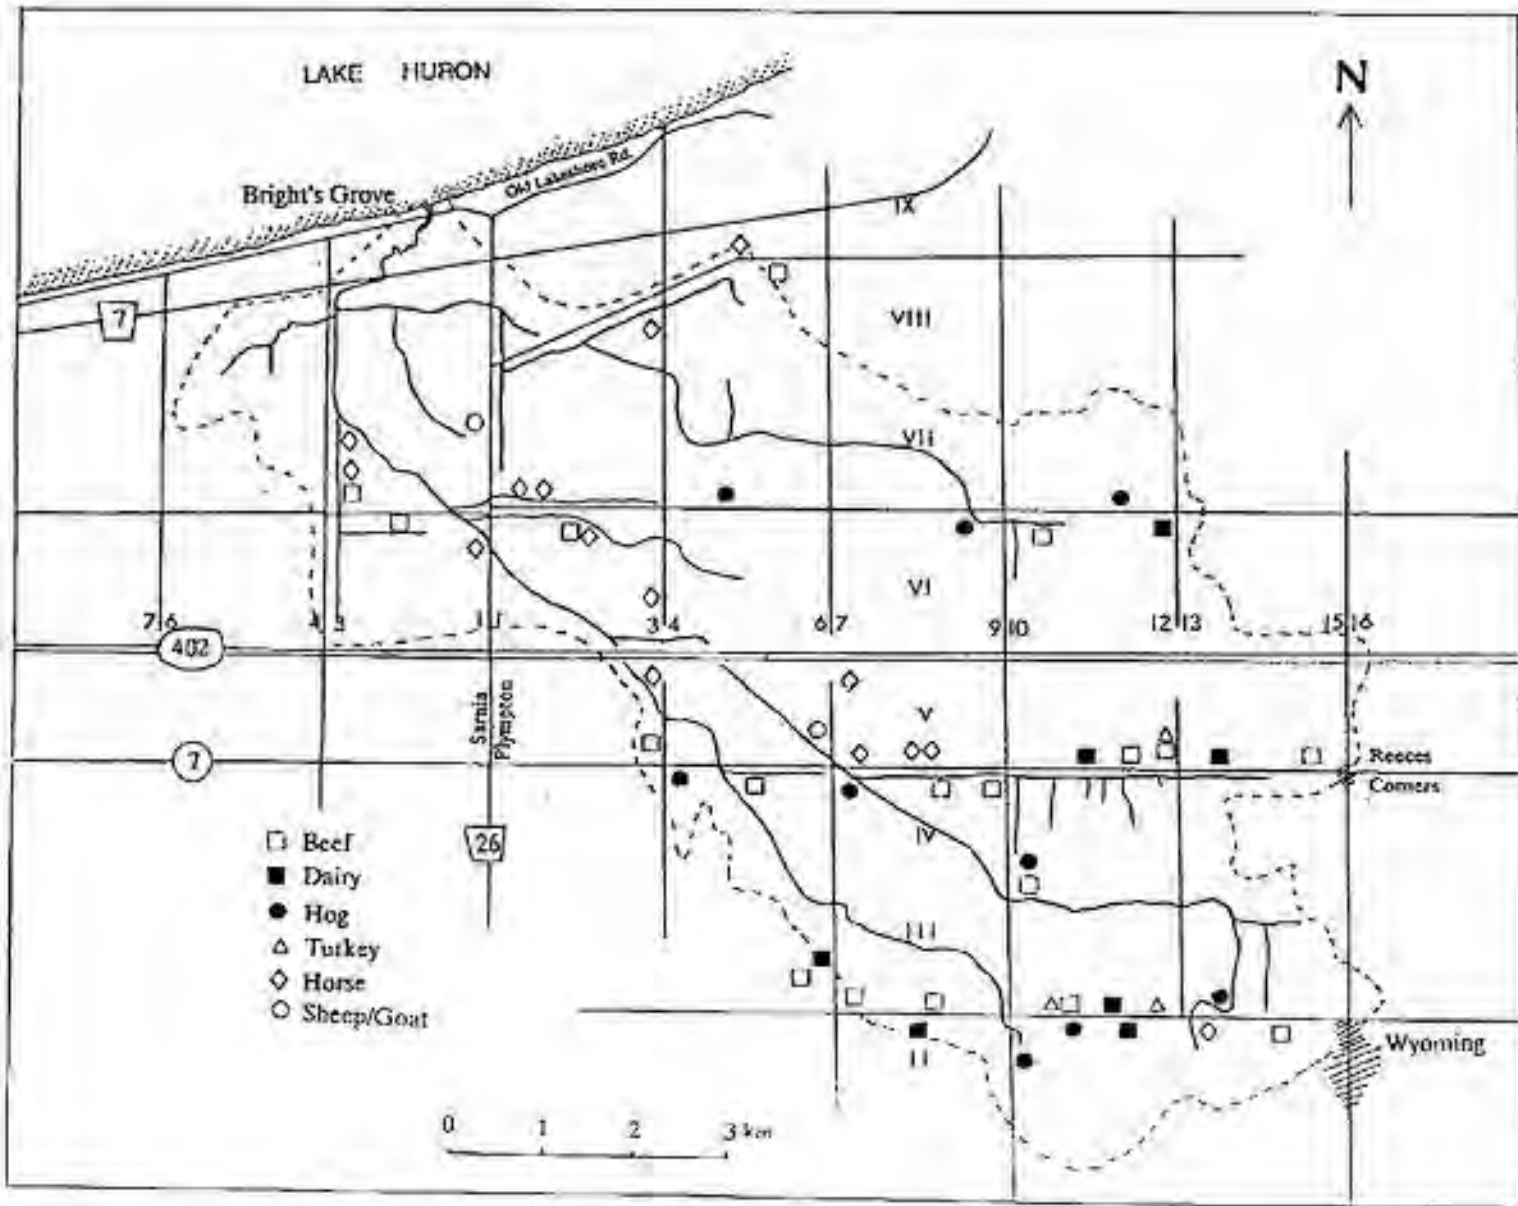 LAKE HURON
N
Bright's Grove
Old Lakeshore Rd.
IX
7
VIII
VII
VI
7 6
4 3
1 1
3 4
6 7
9 10
12 13
15 16
402
Sarnia
Plympton
V
7
Reeces
Corners
26
IV
Beef
Dairy
Hog
Turkey
Horse
Sheep/Goat
III
II
Wyoming
0 1 2 3 km